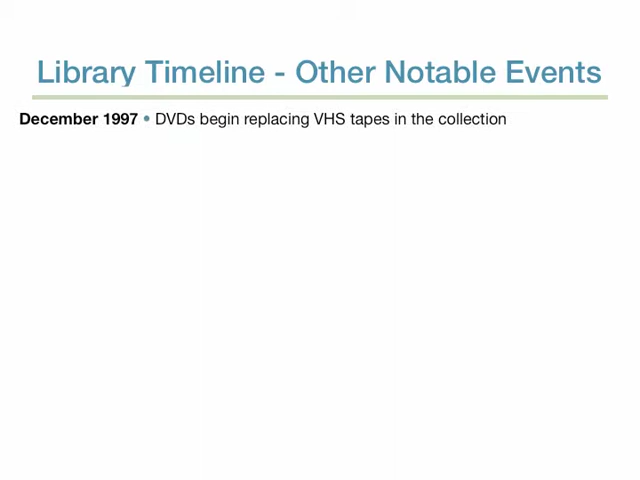 Library Timeline - Other Notable Events
December 1997 • DVDs begin replacing VHS tapes in the collection